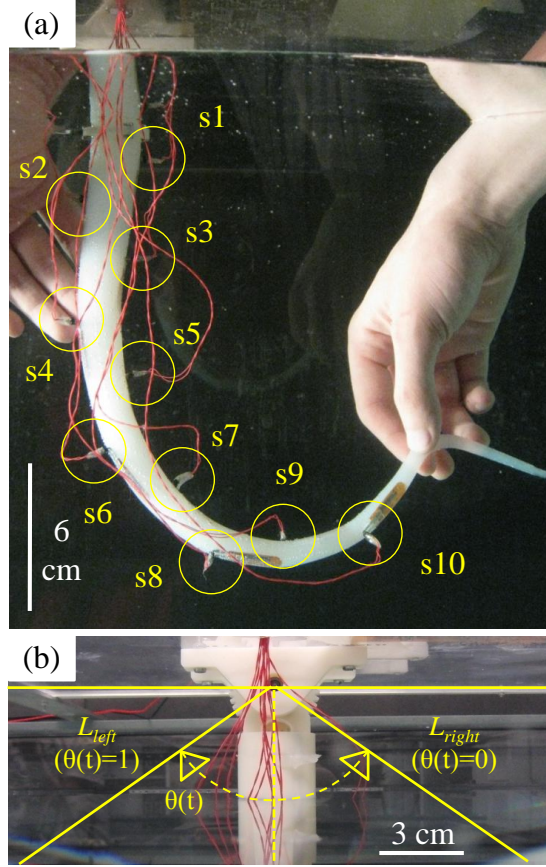 (a)
s1
s2
s3
s4
s5
s7
s9
s6
s8
s10
6
cm
(b)
L_left
(θ(t)=1)
L_right
(θ(t)=0)
θ(t)
3 cm